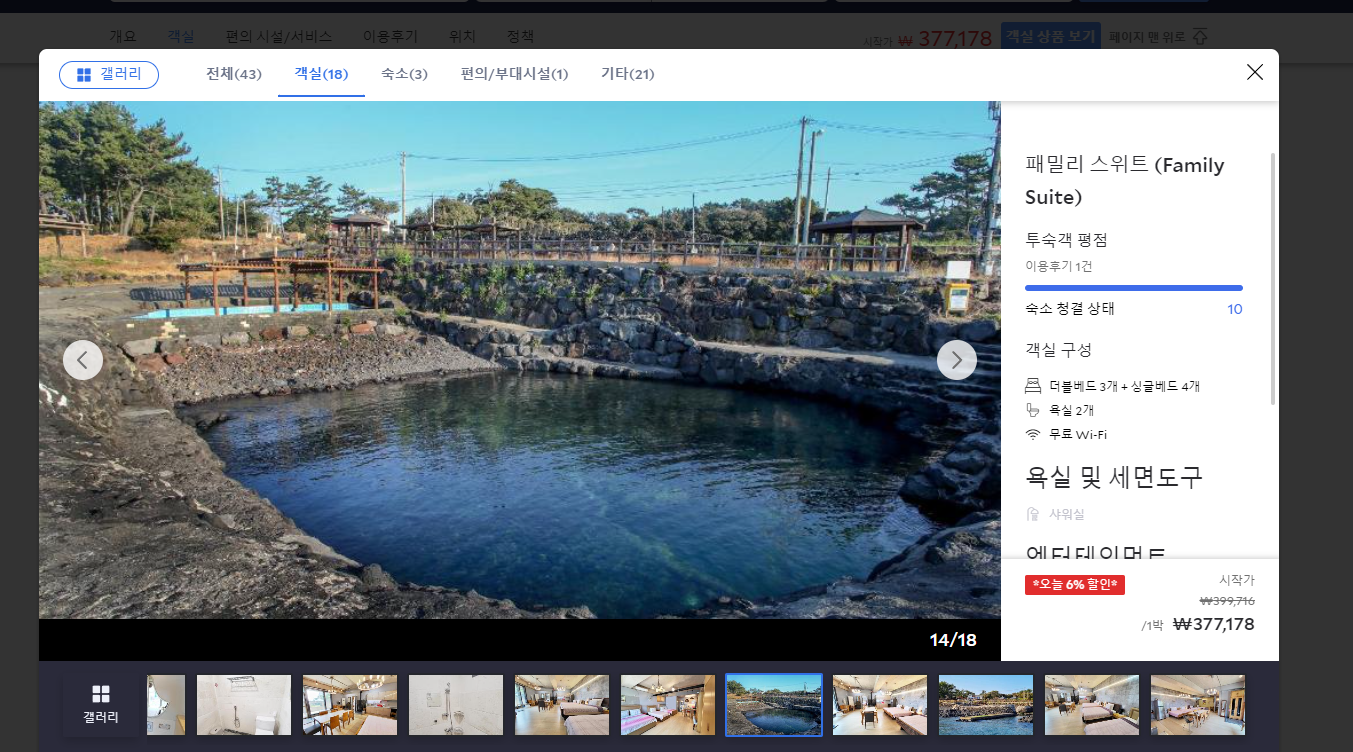 개요 객실 편의 시설/서비스 이용후기 위치 정책
시작가 ₩ 377,178 객실 상품 보기 페이지 맨 위로
갤러리 전체(43) 객실(18) 숙소(3) 편의/부대시설(1) 기타(21)
패밀리 스위트 (Family
Suite)
투숙객 평점
이용후기 1건
숙소 청결 상태 10
객실 구성
더블베드 3개 + 싱글베드 4개
욕실 2개
무료 Wi-Fi
욕실 및 세면도구
샤워실
엔터테인먼트
*오늘 6% 할인*
시작가
₩399,716
/1박 ₩377,178
14/18
갤러리